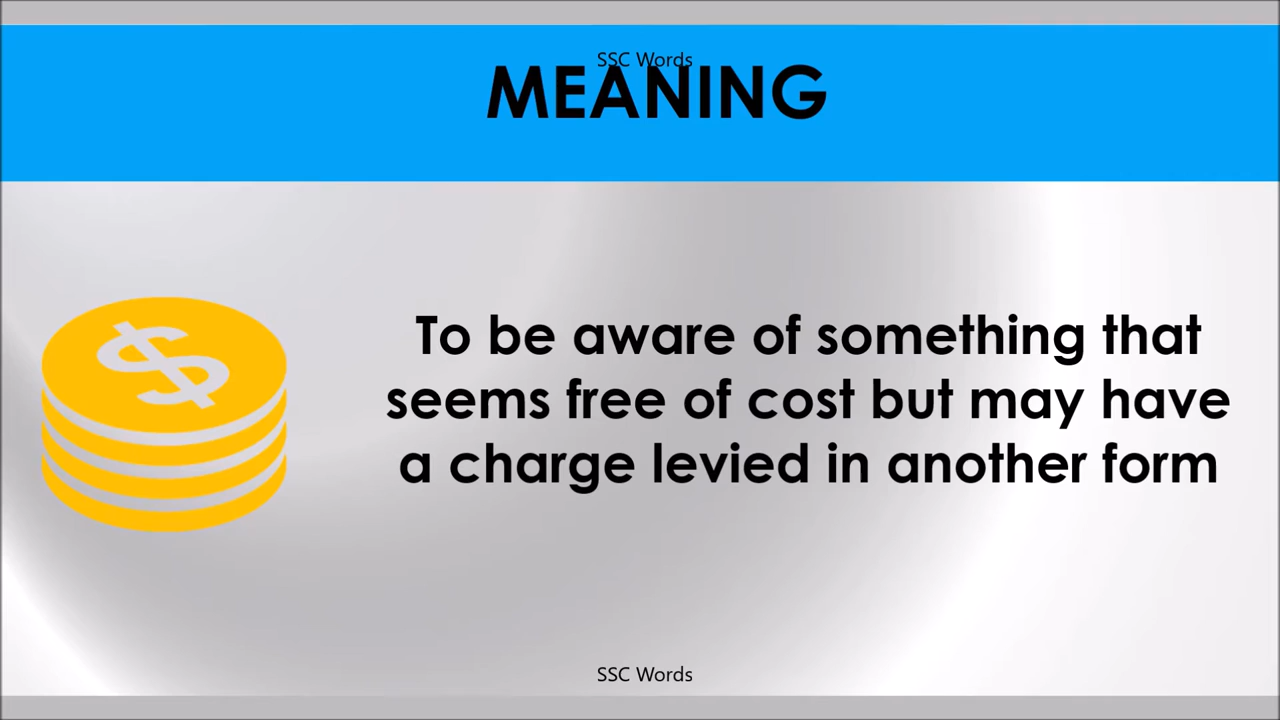 SSC Words
MEANING
$
To be aware of something that
seems free of cost but may have
a charge levied in another form
SSC Words